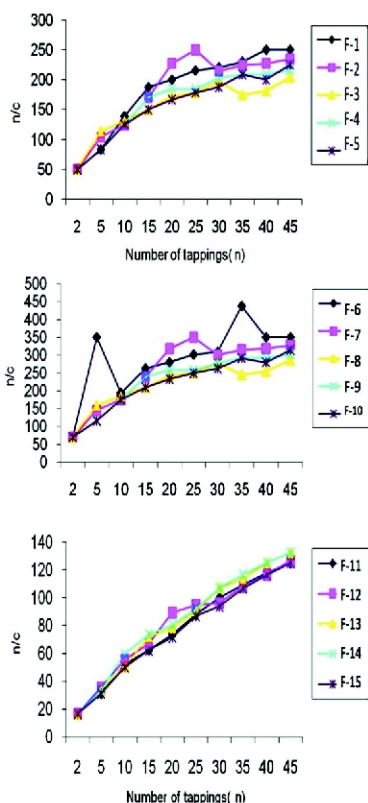 300
250
200
150
100
50
0
n/c
2 5 10 15 20 25 30 35 40 45
Number of tappings(n)
F-1
F-2
F-3
F-4
F-5
500
450
400
350
300
250
200
150
100
50
0
n/c
2 5 10 15 20 25 30 35 40 45
F-6
F-7
F-8
F-9
F-10
140
120
100
80
60
40
20
0
n/c
2 5 10 15 20 25 30 35 40 45
Number of tappings (n)
F-11
F-12
F-13
F-14
F-15